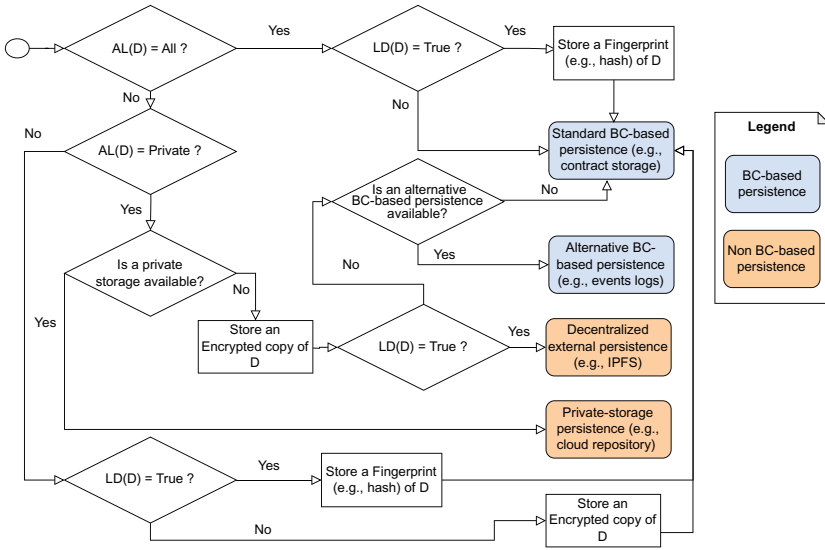 AL(D) = All ?
Yes
LD(D) = True ?
Yes
Store a Fingerprint
(e.g., hash) of D
No
No
Standard BC-based
persistence (e.g.,
contract storage)
Legend
BC-based
persistence
Non BC-based
persistence
No
AL(D) = Private ?
Is an alternative
BC-based persistence
available?
No
Yes
Yes
Alternative BC-
based persistence
(e.g., events logs)
Is a private
storage available?
No
No
Yes
Store an
Encrypted copy of
D
LD(D) = True ?
Yes
Decentralized
external persistence
(e.g., IPFS)
Private-storage
persistence (e.g.,
cloud repository)
LD(D) = True ?
Yes
Store a Fingerprint
(e.g., hash) of D
No
Store an
Encrypted copy of
D